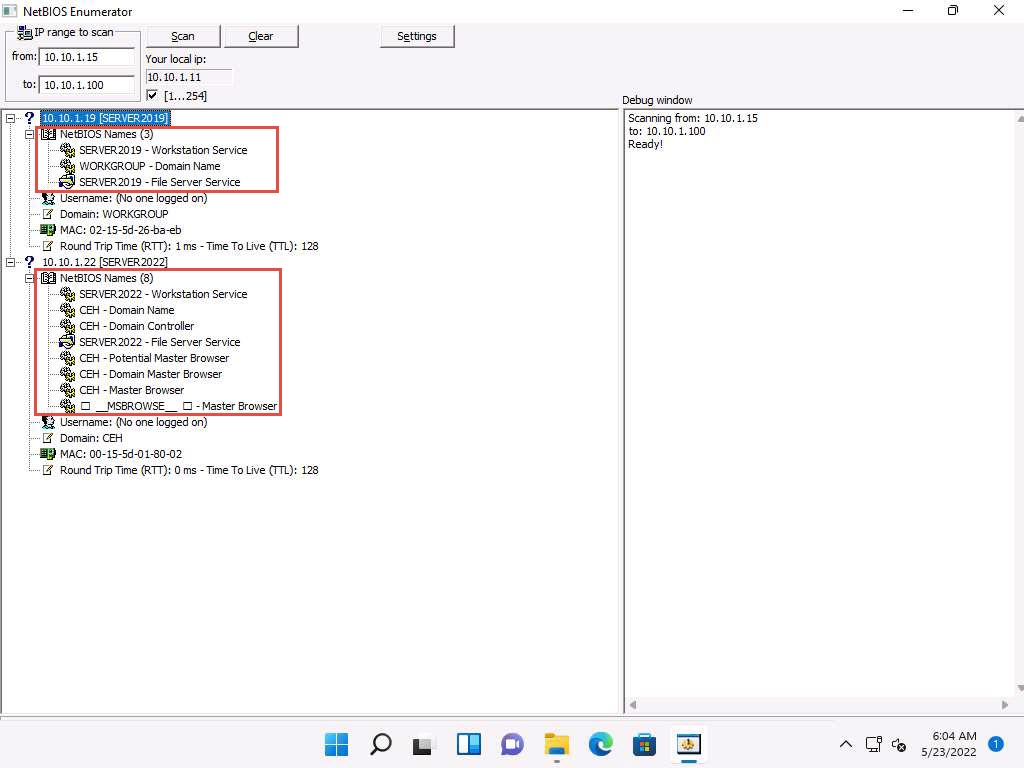 NetBIOS Enumerator
IP range to scan
from: 10.10.1.15
to: 10.10.1.100
Scan Clear Settings
Your local ip:
10.10.1.11
[1...254]
Debug window
10.10.1.19 [SERVER2019]
NetBIOS Names (3)
SERVER2019 - Workstation Service
WORKGROUP - Domain Name
SERVER2019 - File Server Service
Username: (No one logged on)
Domain: WORKGROUP
MAC: 02-15-5d-26-ba-eb
Round Trip Time (RTT): 1 ms - Time To Live (TTL): 128
10.10.1.22 [SERVER2022]
NetBIOS Names (8)
SERVER2022 - Workstation Service
CEH - Domain Name
CEH - Domain Controller
SERVER2022 - File Server Service
CEH - Potential Master Browser
CEH - Domain Master Browser
CEH - Master Browser
□ __MSBROWSE__ □ - Master Browser
Username: (No one logged on)
Domain: CEH
MAC: 00-15-5d-01-80-02
Round Trip Time (RTT): 0 ms - Time To Live (TTL): 128
Scanning from: 10.10.1.15
to: 10.10.1.100
Ready!
6:04 AM
5/23/2022
1